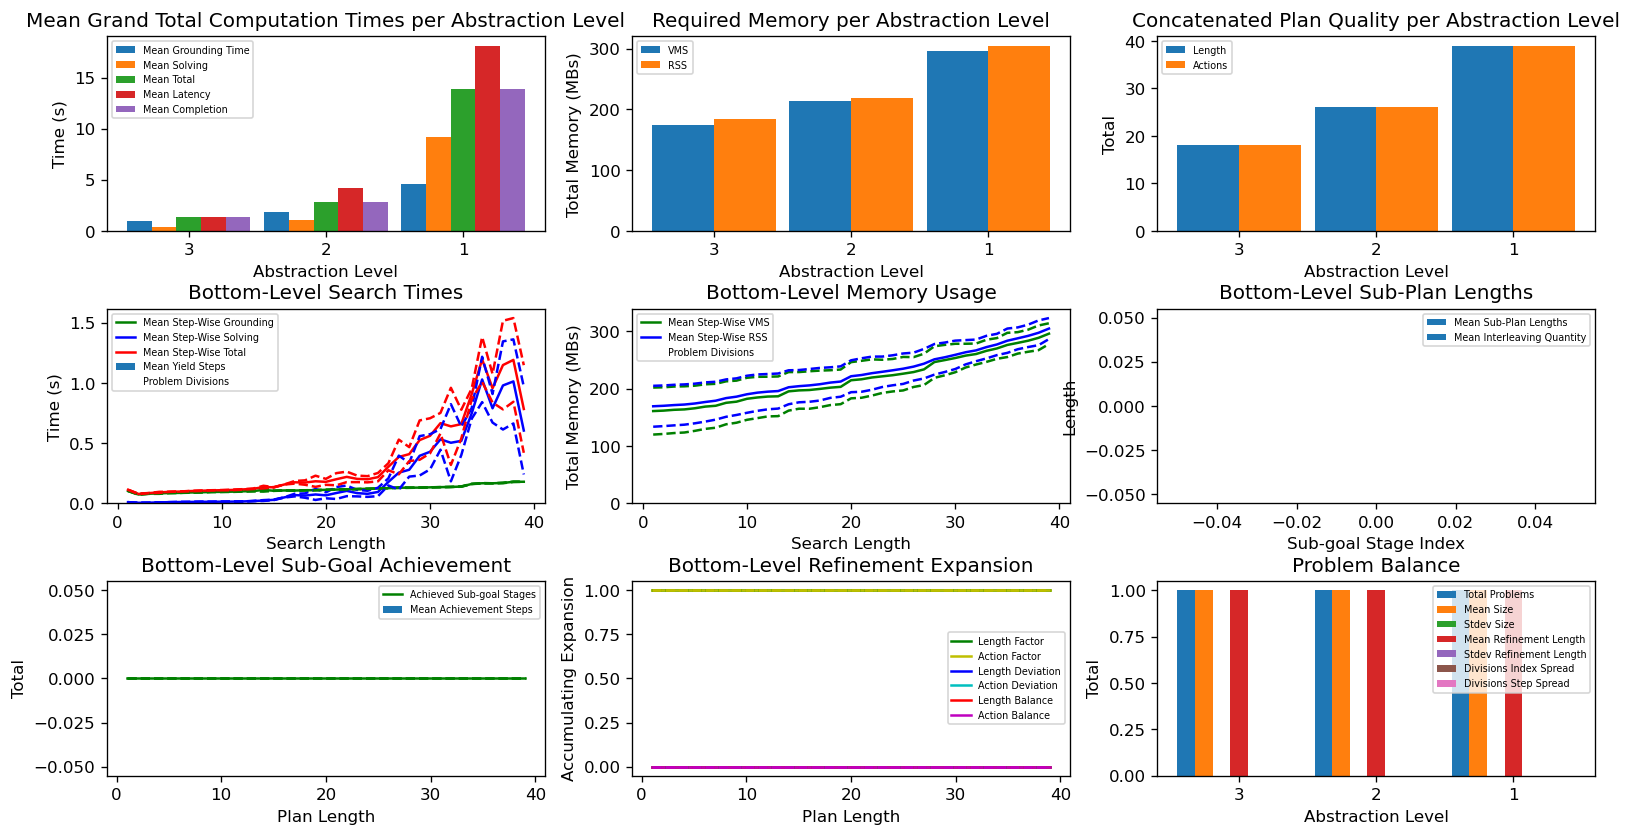 Mean Grand Total Computation Times per Abstraction Level
Time (s)
15
10
5
0
Mean Grounding Time
Mean Solving
Mean Total
Mean Latency
Mean Completion
3 2 1
Abstraction Level
Required Memory per Abstraction Level
Total Memory (MBs)
300
200
100
0
VMS
RSS
3 2 1
Abstraction Level
Concatenated Plan Quality per Abstraction Level
Total
40
30
20
10
0
Length
Actions
3 2 1
Abstraction Level
Bottom-Level Search Times
Time (s)
1.5
1.0
0.5
0.0
Mean Step-Wise Grounding
Mean Step-Wise Solving
Mean Step-Wise Total
Mean Yield Steps
Problem Divisions
0 10 20 30 40
Search Length
Bottom-Level Memory Usage
Total Memory (MBs)
300
200
100
0
Mean Step-Wise VMS
Mean Step-Wise RSS
Problem Divisions
0 10 20 30 40
Search Length
Bottom-Level Sub-Plan Lengths
Length
0.050
0.025
0.000
−0.025
−0.050
Mean Sub-Plan Lengths
Mean Interleaving Quantity
−0.04 −0.02 0.00 0.02 0.04
Sub-goal Stage Index
Bottom-Level Sub-Goal Achievement
Total
0.050
0.025
0.000
−0.025
−0.050
Achieved Sub-goal Stages
Mean Achievement Steps
0 10 20 30 40
Plan Length
Bottom-Level Refinement Expansion
Accumulating Expansion
1.00
0.75
0.50
0.25
0.00
Length Factor
Action Factor
Length Deviation
Action Deviation
Length Balance
Action Balance
0 10 20 30 40
Plan Length
Problem Balance
Total
1.00
0.75
0.50
0.25
0.00
Total Problems
Mean Size
Stdev Size
Mean Refinement Length
Stdev Refinement Length
Divisions Index Spread
Divisions Step Spread
3 2 1
Abstraction Level